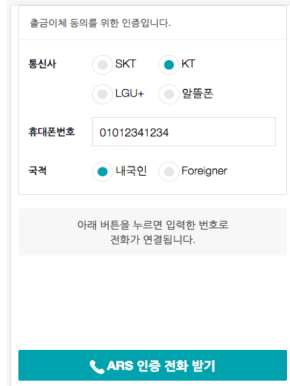 출금이체 동의를 위한 인증입니다.
통신사 SKT KT
LGU+ 알뜰폰
휴대폰번호 01012341234
국적 내국인 Foreigner
아래 버튼을 누르면 입력한 번호로
전화가 연결됩니다.
ARS 인증 전화 받기